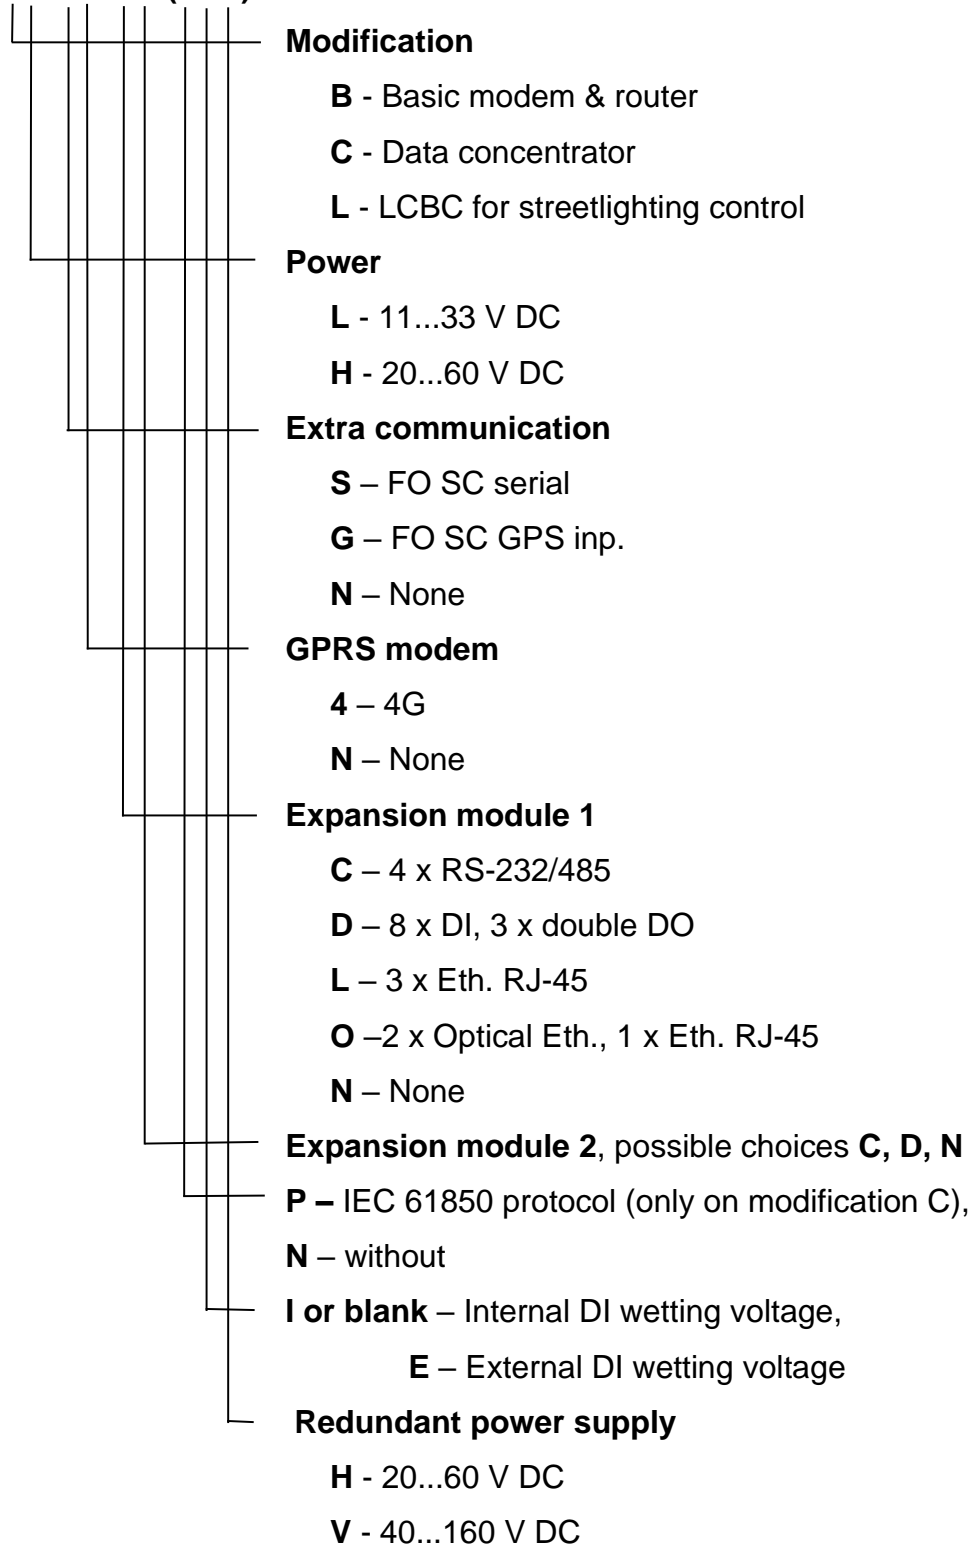 Modification
B - Basic modem & router
C - Data concentrator
L - LCBC for streetlighting control
Power
L - 11...33 V DC
H - 20...60 V DC
Extra communication
S – FO SC serial
G – FO SC GPS inp.
N – None
GPRS modem
4 – 4G
N – None
Expansion module 1
C – 4 x RS-232/485
D – 8 x DI, 3 x double DO
L – 3 x Eth. RJ-45
O –2 x Optical Eth., 1 x Eth. RJ-45
N – None
Expansion module 2, possible choices C, D, N
P – IEC 61850 protocol (only on modification C),
N – without
I or blank – Internal DI wetting voltage,
E – External DI wetting voltage
Redundant power supply
H - 20...60 V DC
V - 40...160 V DC